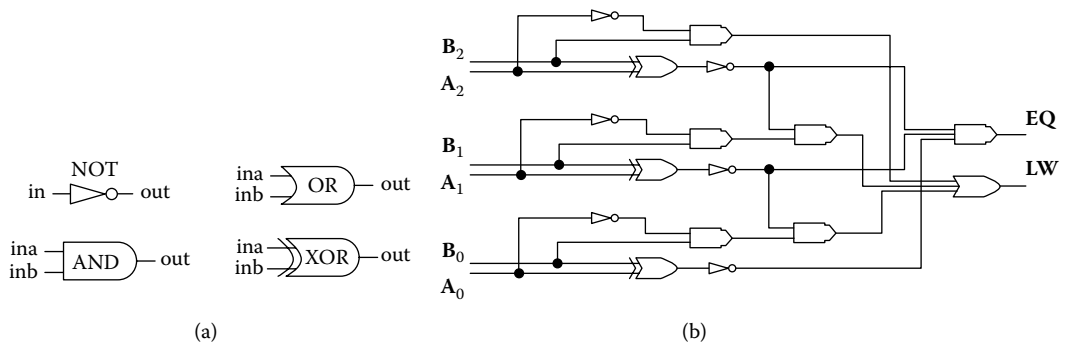 NOT
in
out
ina
inb
OR
out
ina
inb
AND
out
ina
inb
XOR
out
(a)
B₂
A₂
B₁
A₁
B₀
A₀
EQ
LW
(b)